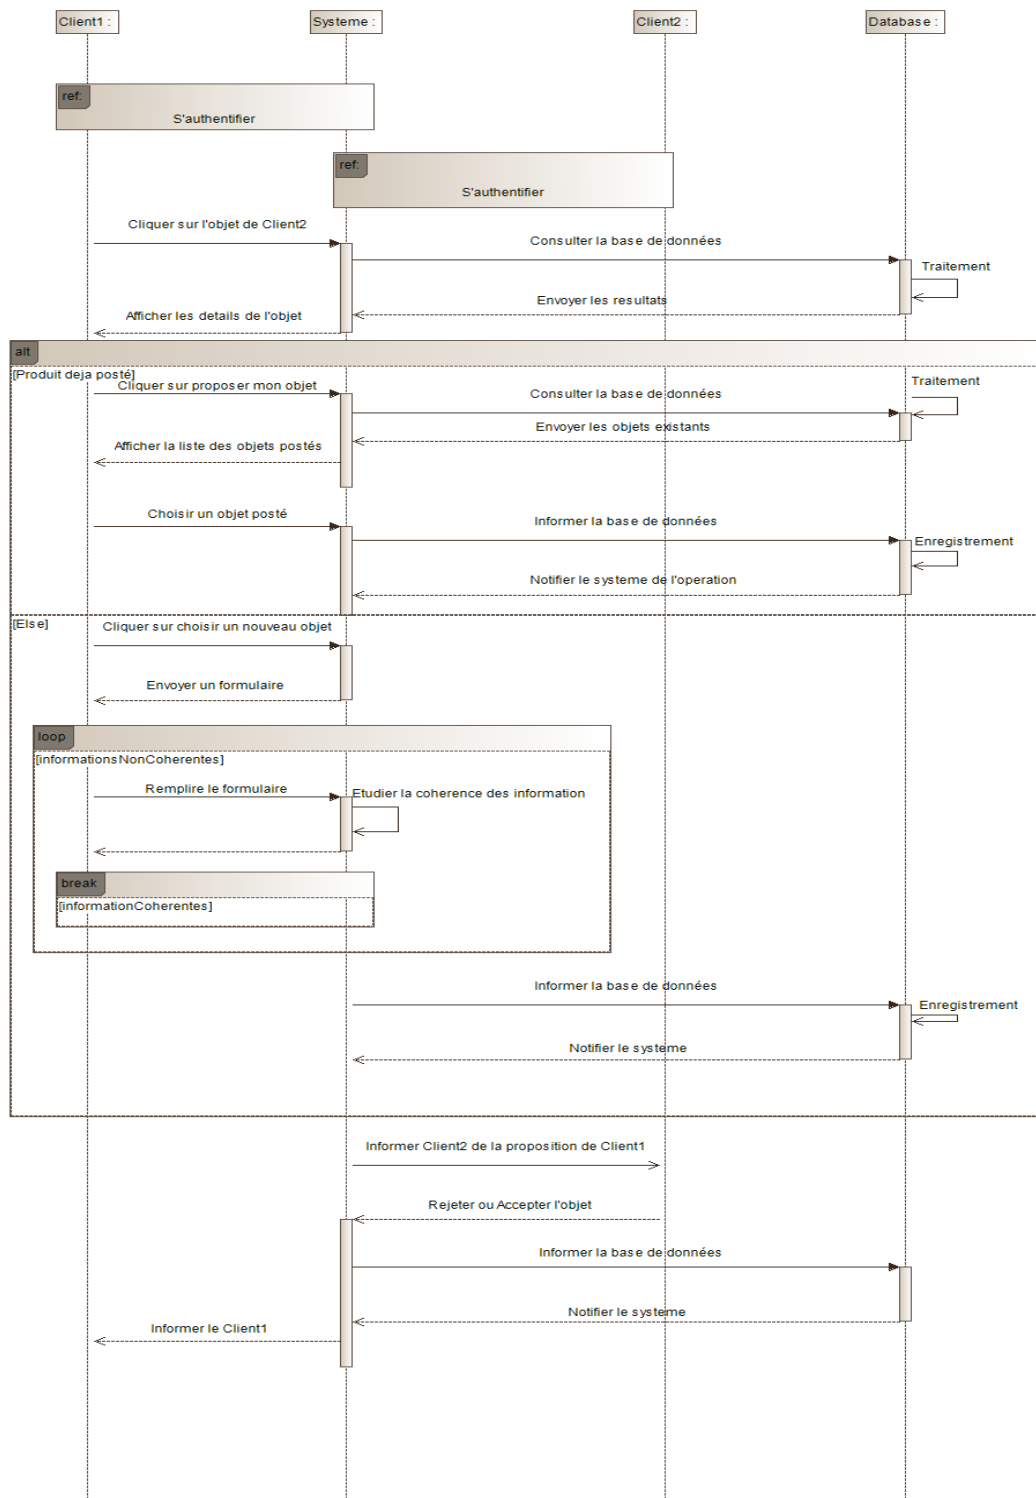 Client1 :
Systeme :
Client2 :
Database :
ref:
S'authentifier
ref:
S'authentifier
Cliquer sur l'objet de Client2
Consulter la base de données
Traitement
Envoyer les resultats
Afficher les details de l'objet
alt
[Produit deja posté]
Cliquer sur proposer mon objet
Traitement
Consulter la base de données
Envoyer les objets existants
Afficher la liste des objets postés
Choisir un objet posté
Informer la base de données
Enregistrement
Notifier le systeme de l'operation
[Else]
Cliquer sur choisir un nouveau objet
Envoyer un formulaire
loop
[informationsNonCoherentes]
Remplire le formulaire
Etudier la coherence des information
break
[informationCoherentes]
Informer la base de données
Enregistrement
Notifier le systeme
Informer Client2 de la proposition de Client1
Rejeter ou Accepter l'objet
Informer la base de données
Notifier le systeme
Informer le Client1